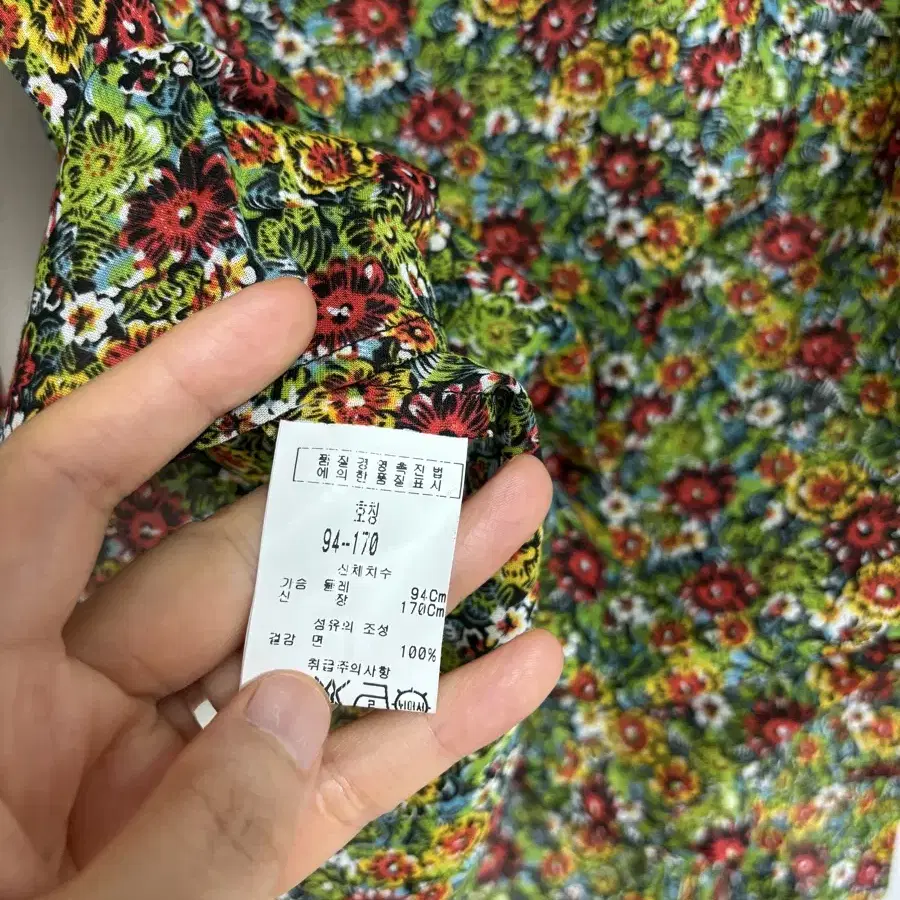 품질경영촉진법
에의한품질표시
호칭
94--170
신체치수
가슴 둘레 94Cm
신 장 170Cm
섬유의 조성
겉감 면 100%
취급주의사항